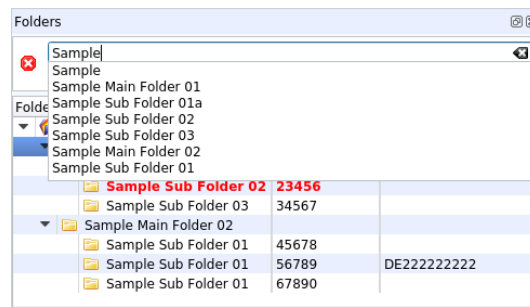 Folders
Sample
Sample
Sample Main Folder 01
Sample Sub Folder 01a
Sample Sub Folder 02
Sample Sub Folder 03
Sample Main Folder 02
Sample Sub Folder 01
Sample Sub Folder 02 23456
Sample Sub Folder 03 34567
Sample Main Folder 02
Sample Sub Folder 01 45678
Sample Sub Folder 01 56789 DE222222222
Sample Sub Folder 01 67890